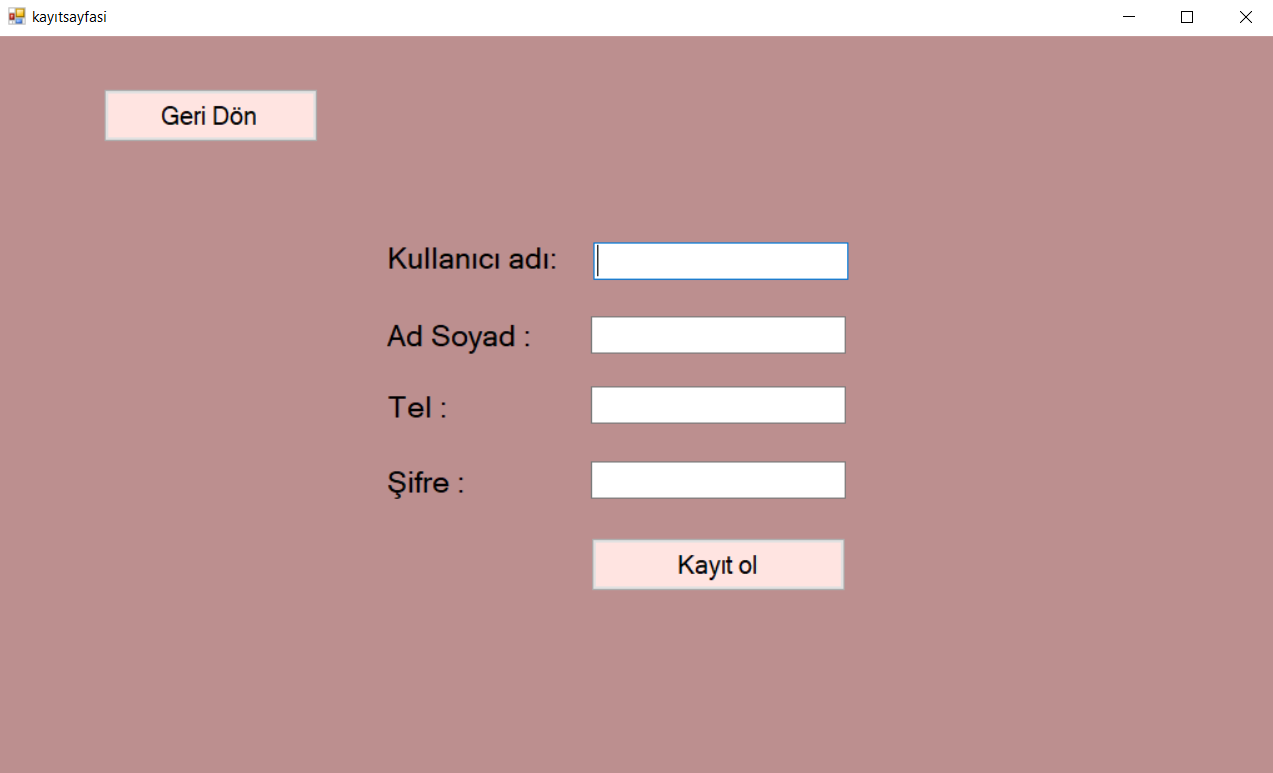 kayıtsayfasi
Geri Dön
Kullanıcı adı:
Ad Soyad :
Tel :
Şifre :
Kayıt ol